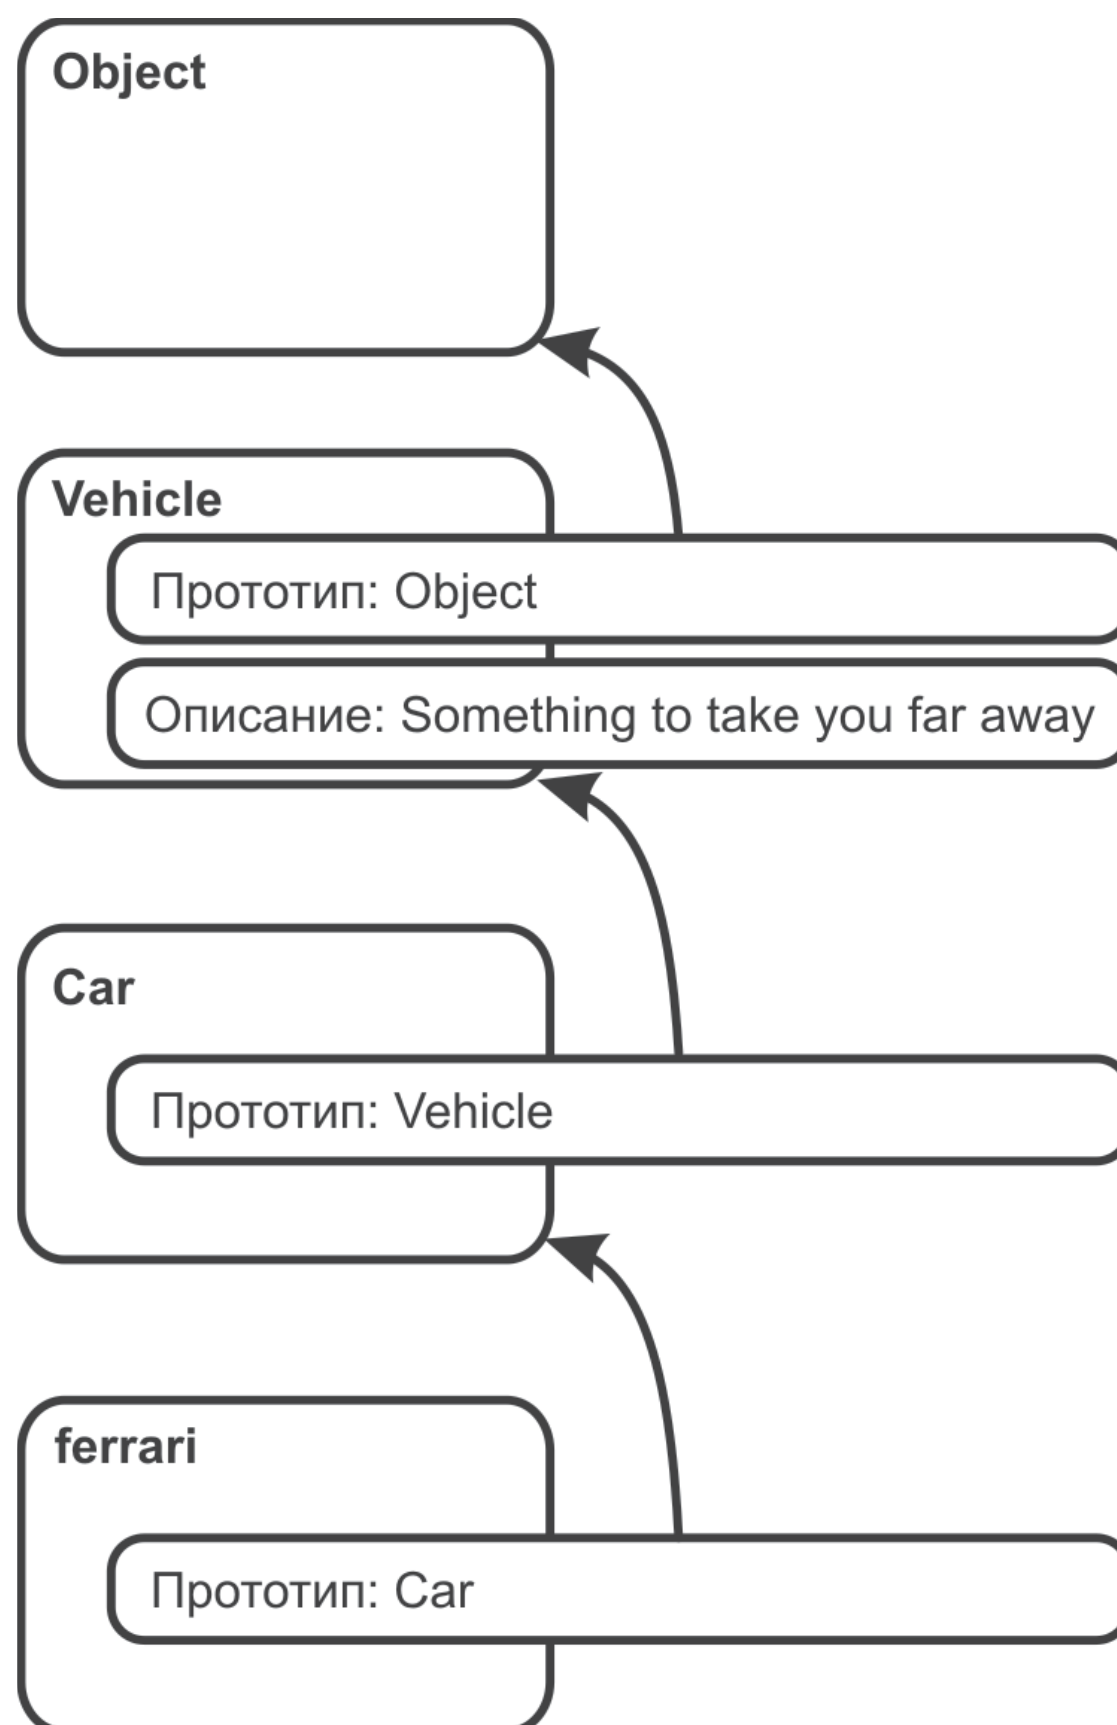 Object
Vehicle
Прототип: Object
Описание: Something to take you far away
Car
Прототип: Vehicle
ferrari
Прототип: Car